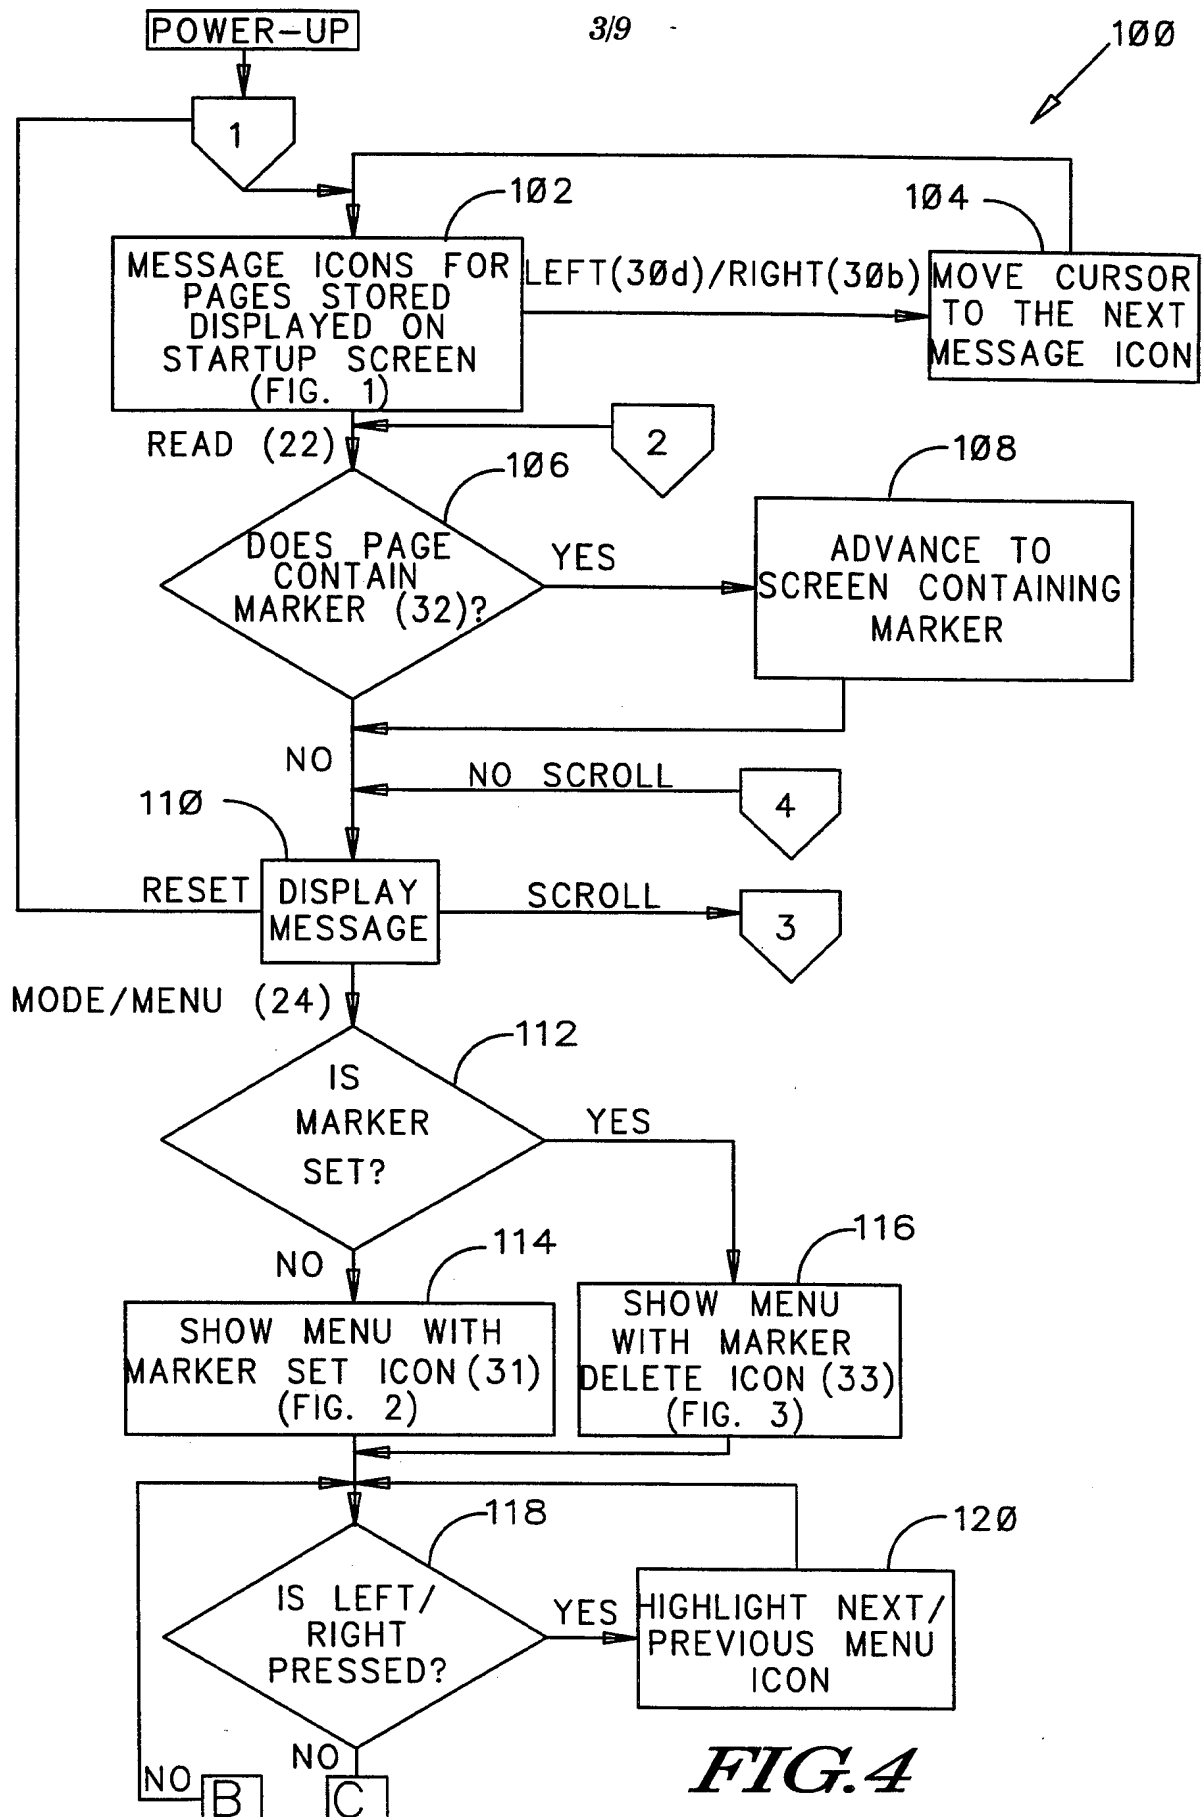 POWER-UP
3/9
100
1
102
104
MESSAGE ICONS FOR
PAGES STORED
DISPLAYED ON
STARTUP SCREEN
(FIG. 1)
LEFT(30d)/RIGHT(30b)
MOVE CURSOR
TO THE NEXT
MESSAGE ICON
READ (22)
2
106
108
DOES PAGE
CONTAIN
MARKER (32)?
YES
ADVANCE TO
SCREEN CONTAINING
MARKER
NO
NO SCROLL
4
110
RESET
DISPLAY
MESSAGE
SCROLL
3
MODE/MENU (24)
112
IS
MARKER
SET?
YES
NO
114
116
SHOW MENU WITH
MARKER SET ICON (31)
(FIG. 2)
SHOW MENU
WITH MARKER
DELETE ICON (33)
(FIG. 3)
118
120
IS LEFT/
RIGHT
PRESSED?
YES
HIGHLIGHT NEXT/
PREVIOUS MENU
ICON
NO
NO
B
C
FIG.4